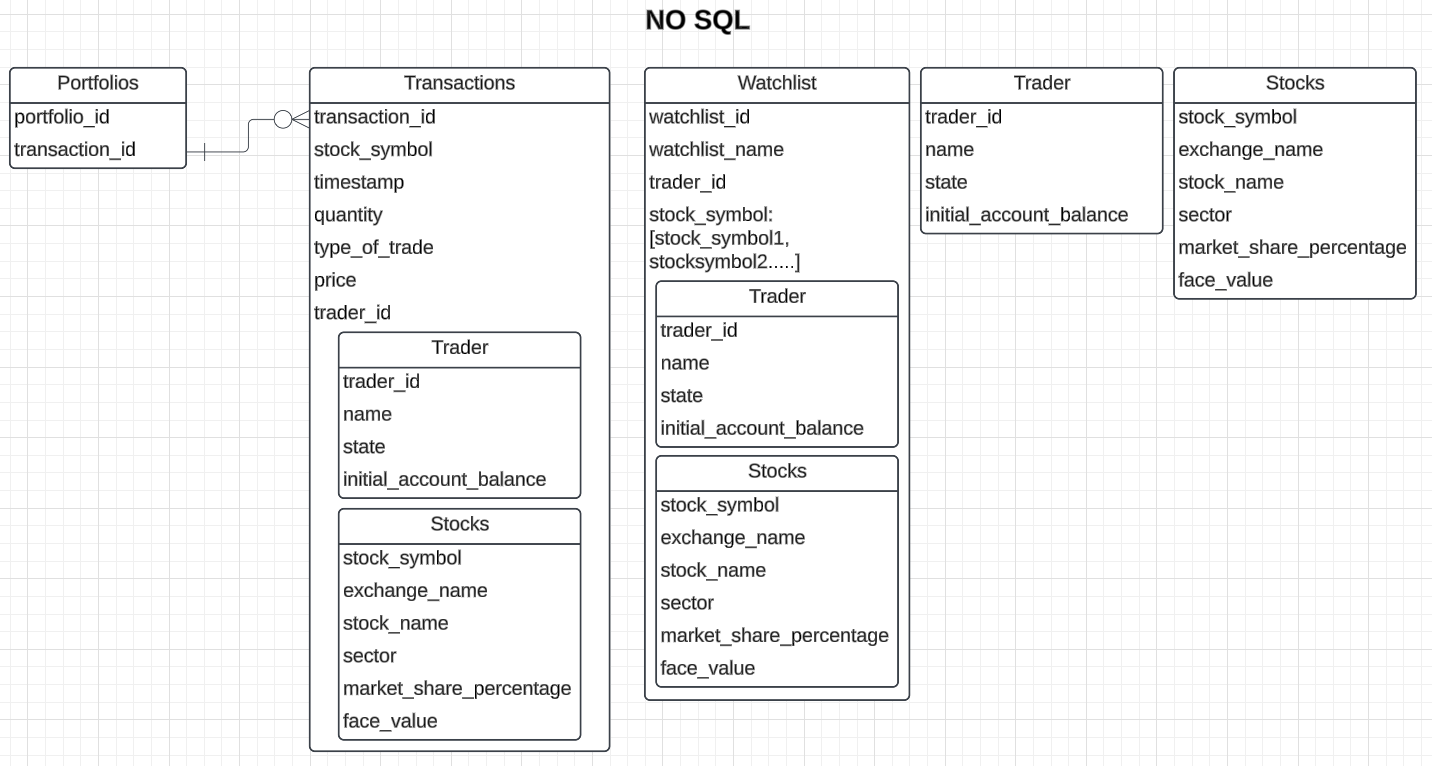 NO SQL
Portfolios
portfolio_id
transaction_id
Transactions
transaction_id
stock_symbol
timestamp
quantity
type_of_trade
price
trader_id
Trader
trader_id
name
state
initial_account_balance
Stocks
stock_symbol
exchange_name
stock_name
sector
market_share_percentage
face_value
Watchlist
watchlist_id
watchlist_name
trader_id
stock_symbol:
[stock_symbol1,
stocksymbol2.....]
Trader
trader_id
name
state
initial_account_balance
Stocks
stock_symbol
exchange_name
stock_name
sector
market_share_percentage
face_value
Trader
trader_id
name
state
initial_account_balance
Stocks
stock_symbol
exchange_name
stock_name
sector
market_share_percentage
face_value